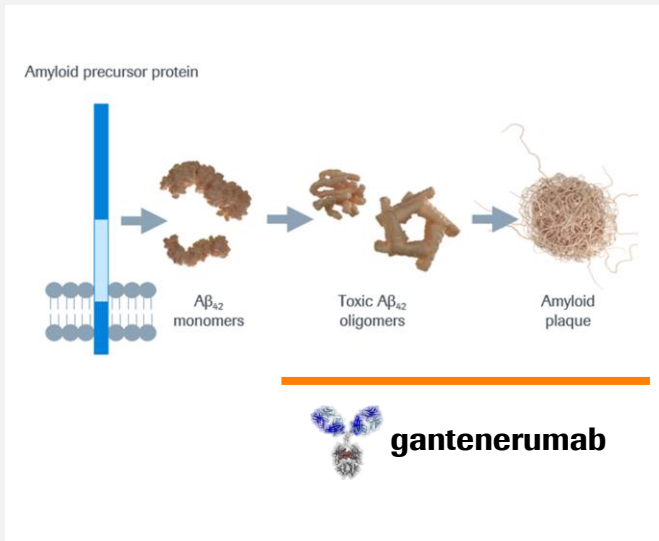 Amyloid precursor protein
Aβ₄₂
monomers
Toxic Aβ₄₂
oligomers
Amyloid
plaque
gantenerumab